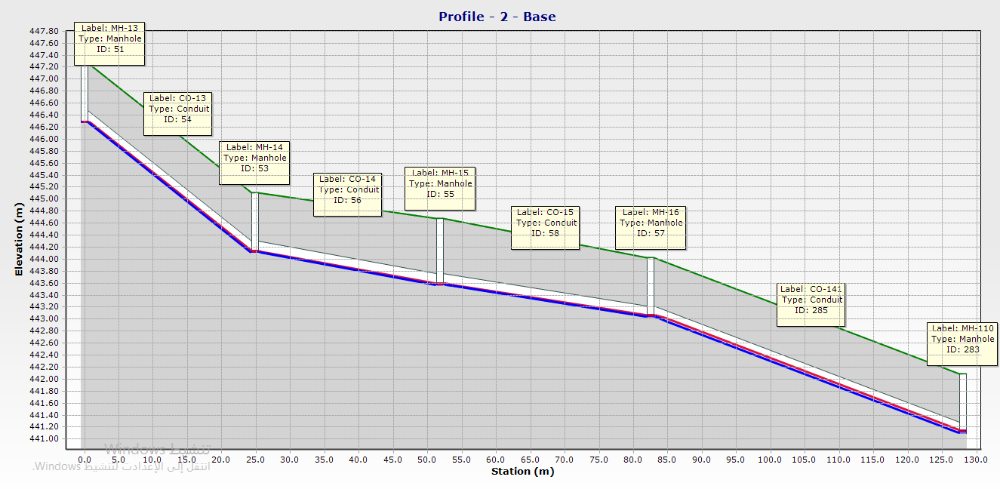 Profile - 2 - Base
Elevation (m)
447.80
447.60
447.40
447.20
447.00
446.80
446.60
446.40
446.20
446.00
445.80
445.60
445.40
445.20
445.00
444.80
444.60
444.40
444.20
444.00
443.80
443.60
443.40
443.20
443.00
442.80
442.60
442.40
442.20
442.00
441.80
441.60
441.40
441.20
441.00
Label: MH-13
Type: Manhole
ID: 51
Label: CO-13
Type: Conduit
ID: 54
Label: MH-14
Type: Manhole
ID: 53
Label: CO-14
Type: Conduit
ID: 56
Label: MH-15
Type: Manhole
ID: 55
Label: CO-15
Type: Conduit
ID: 58
Label: MH-16
Type: Manhole
ID: 57
Label: CO-141
Type: Conduit
ID: 285
Label: MH-110
Type: Manhole
ID: 283
0.0 5.0 10.0 15.0 20.0 25.0 30.0 35.0 40.0 45.0 50.0 55.0 60.0 65.0 70.0 75.0 80.0 85.0 90.0 95.0 100.0 105.0 110.0 115.0 120.0 125.0 130.0
Station (m)
تنشيط Windows
انتقل إلى الإعدادات لتنشيط Windows.